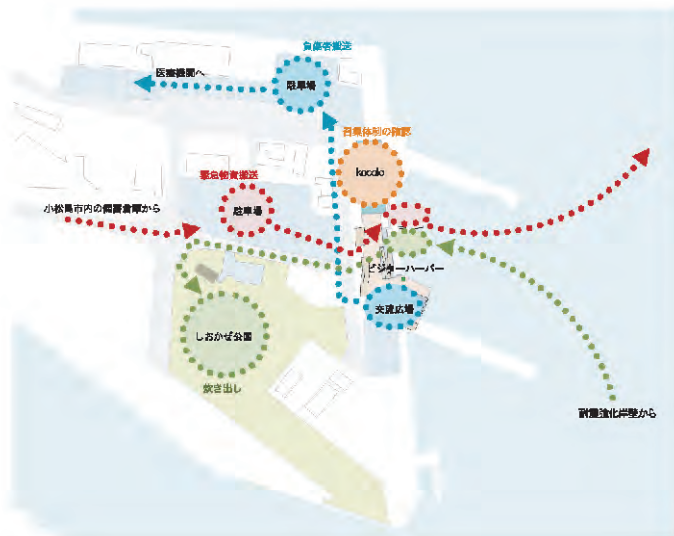 負傷者搬送
医療機関へ
駐車場
召集体制の確認
kocolo
緊急物資搬送
小松島市内の備蓄倉庫から
駐車場
ビジターハーバー
交流広場
しおかぜ公園
炊き出し
耐震強化岸壁から